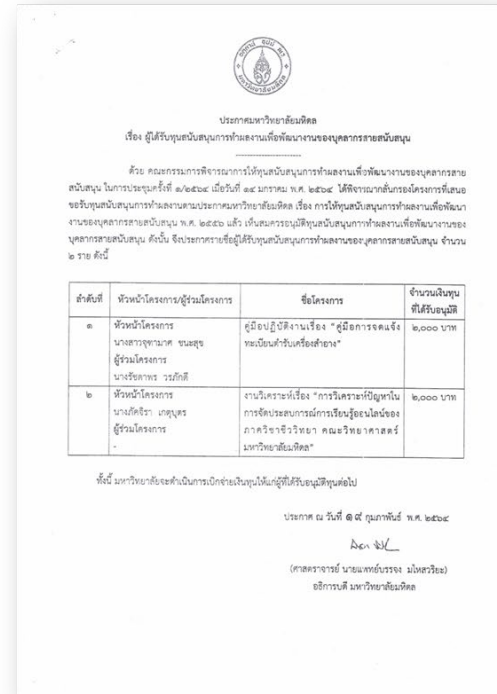 ประกาศมหาวิทยาลัยมหิดล
เรื่อง ผู้ได้รับทุนสนับสนุนการทำผลงานเพื่อพัฒนางานของบุคลากรสายสนับสนุน
ด้วย คณะกรรมการพิจารณาการให้ทุนสนับสนุนการทำผลงานเพื่อพัฒนางานของบุคลากรสาย
สนับสนุน ในการประชุมครั้งที่ ๑/๒๕๖๔ เมื่อวันที่ ๑๔ มกราคม พ.ศ. ๒๕๖๔ ได้พิจารณากลั่นกรองโครงการที่เสนอ
ขอรับทุนสนับสนุนการทำผลงานตามประกาศมหาวิทยาลัยมหิดล เรื่อง การให้ทุนสนับสนุนการทำผลงานเพื่อพัฒนา
งานของบุคลากรสายสนับสนุน พ.ศ. ๒๕๕๖ แล้ว เห็นสมควรอนุมัติทุนสนับสนุนการทำผลงานเพื่อพัฒนางานของ
บุคลากรสายสนับสนุน ดังนั้น จึงประกาศรายชื่อผู้ได้รับทุนสนับสนุนการทำผลงานของบุคลากรสายสนับสนุน จำนวน
๒ ราย ดังนี้
ลำดับที่ หัวหน้าโครงการ/ผู้ร่วมโครงการ ชื่อโครงการ จำนวนเงินทุน
ที่ได้รับอนุมัติ
๑ หัวหน้าโครงการ คู่มือปฏิบัติงานเรื่อง "คู่มือการจดแจ้ง ๒,๐๐๐ บาท
นางสาวจุฑามาศ ชนะสุข ทะเบียนตำรับเครื่องสำอาง"
ผู้ร่วมโครงการ
นางรัชดาพร วรภักดี
๒ หัวหน้าโครงการ งานวิเคราะห์เรื่อง "การวิเคราะห์ปัญหาใน ๒,๐๐๐ บาท
นางภัคจิรา เกตุบุตร การจัดประสบการณ์การเรียนรู้ออนไลน์ของ
ผู้ร่วมโครงการ ภาควิชาชีววิทยา คณะวิทยาศาสตร์
- มหาวิทยาลัยมหิดล"
ทั้งนี้ มหาวิทยาลัยจะดำเนินการเบิกจ่ายเงินทุนให้แก่ผู้ที่ได้รับอนุมัติทุนต่อไป
ประกาศ ณ วันที่ ๑๙ กุมภาพันธ์ พ.ศ. ๒๕๖๔
(ศาสตราจารย์ นายแพทย์บรรจง มไหสวริยะ)
อธิการบดี มหาวิทยาลัยมหิดล